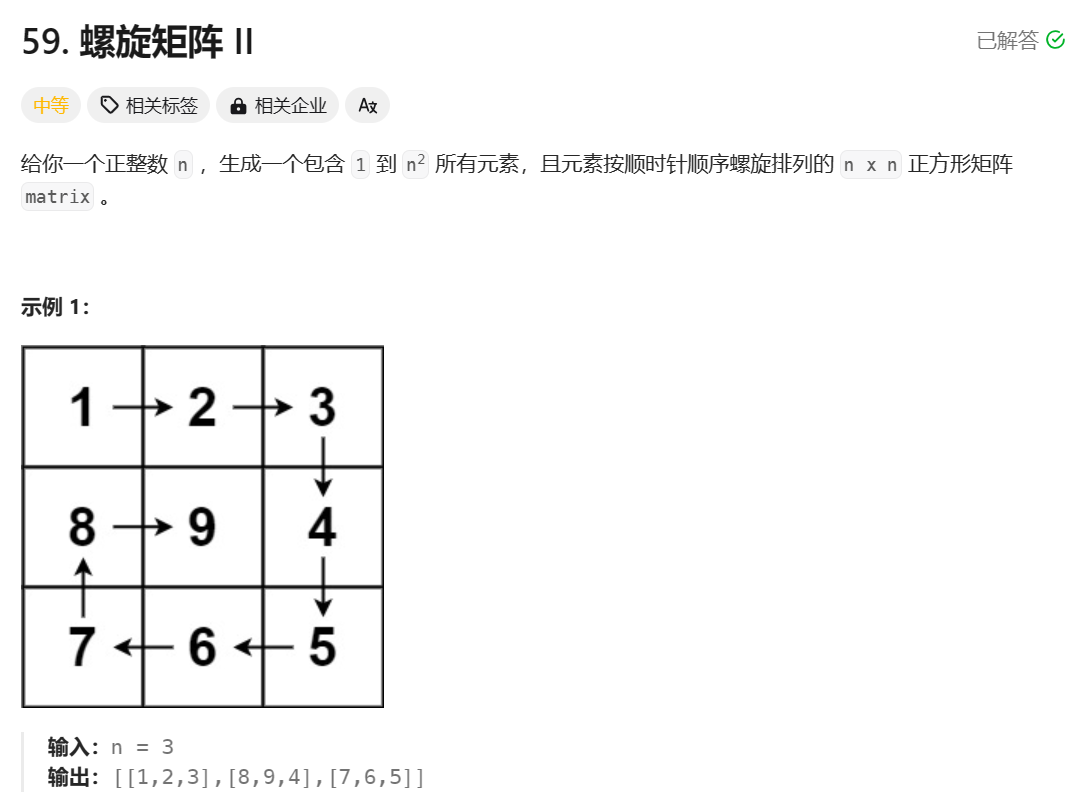 59. 螺旋矩阵 II
已解答
中等 相关标签 相关企业 A文
给你一个正整数 n ，生成一个包含 1 到 n² 所有元素，且元素按顺时针顺序螺旋排列的 n x n 正方形矩阵
matrix 。
示例 1：
1 2 3
8 9 4
7 6 5
输入：n = 3
输出：[[1,2,3],[8,9,4],[7,6,5]]